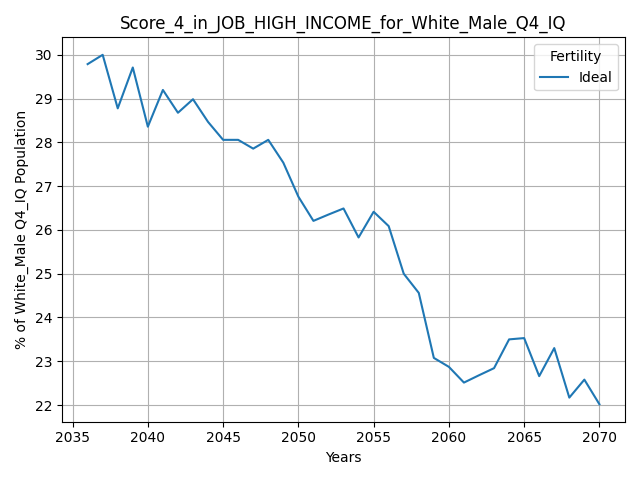 Score_4_in_JOB_HIGH_INCOME_for_White_Male_Q4_IQ
Fertility
Ideal
% of White_Male Q4_IQ Population
30
29
28
27
26
25
24
23
22
2035 2040 2045 2050 2055 2060 2065 2070
Years